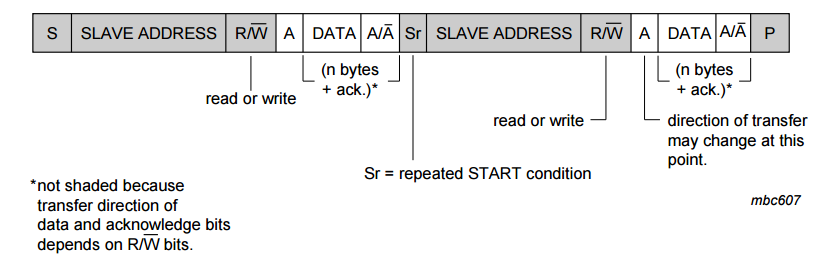 S SLAVE ADDRESS R/W̅ A DATA A/A̅ Sr SLAVE ADDRESS R/W̅ A DATA A/A̅ P
(n bytes
+ ack.)*
read or write
(n bytes
+ ack.)*
read or write
direction of transfer
may change at this
point.
Sr = repeated START condition
*not shaded because
transfer direction of
data and acknowledge bits
depends on R/W̅ bits.
mbc607